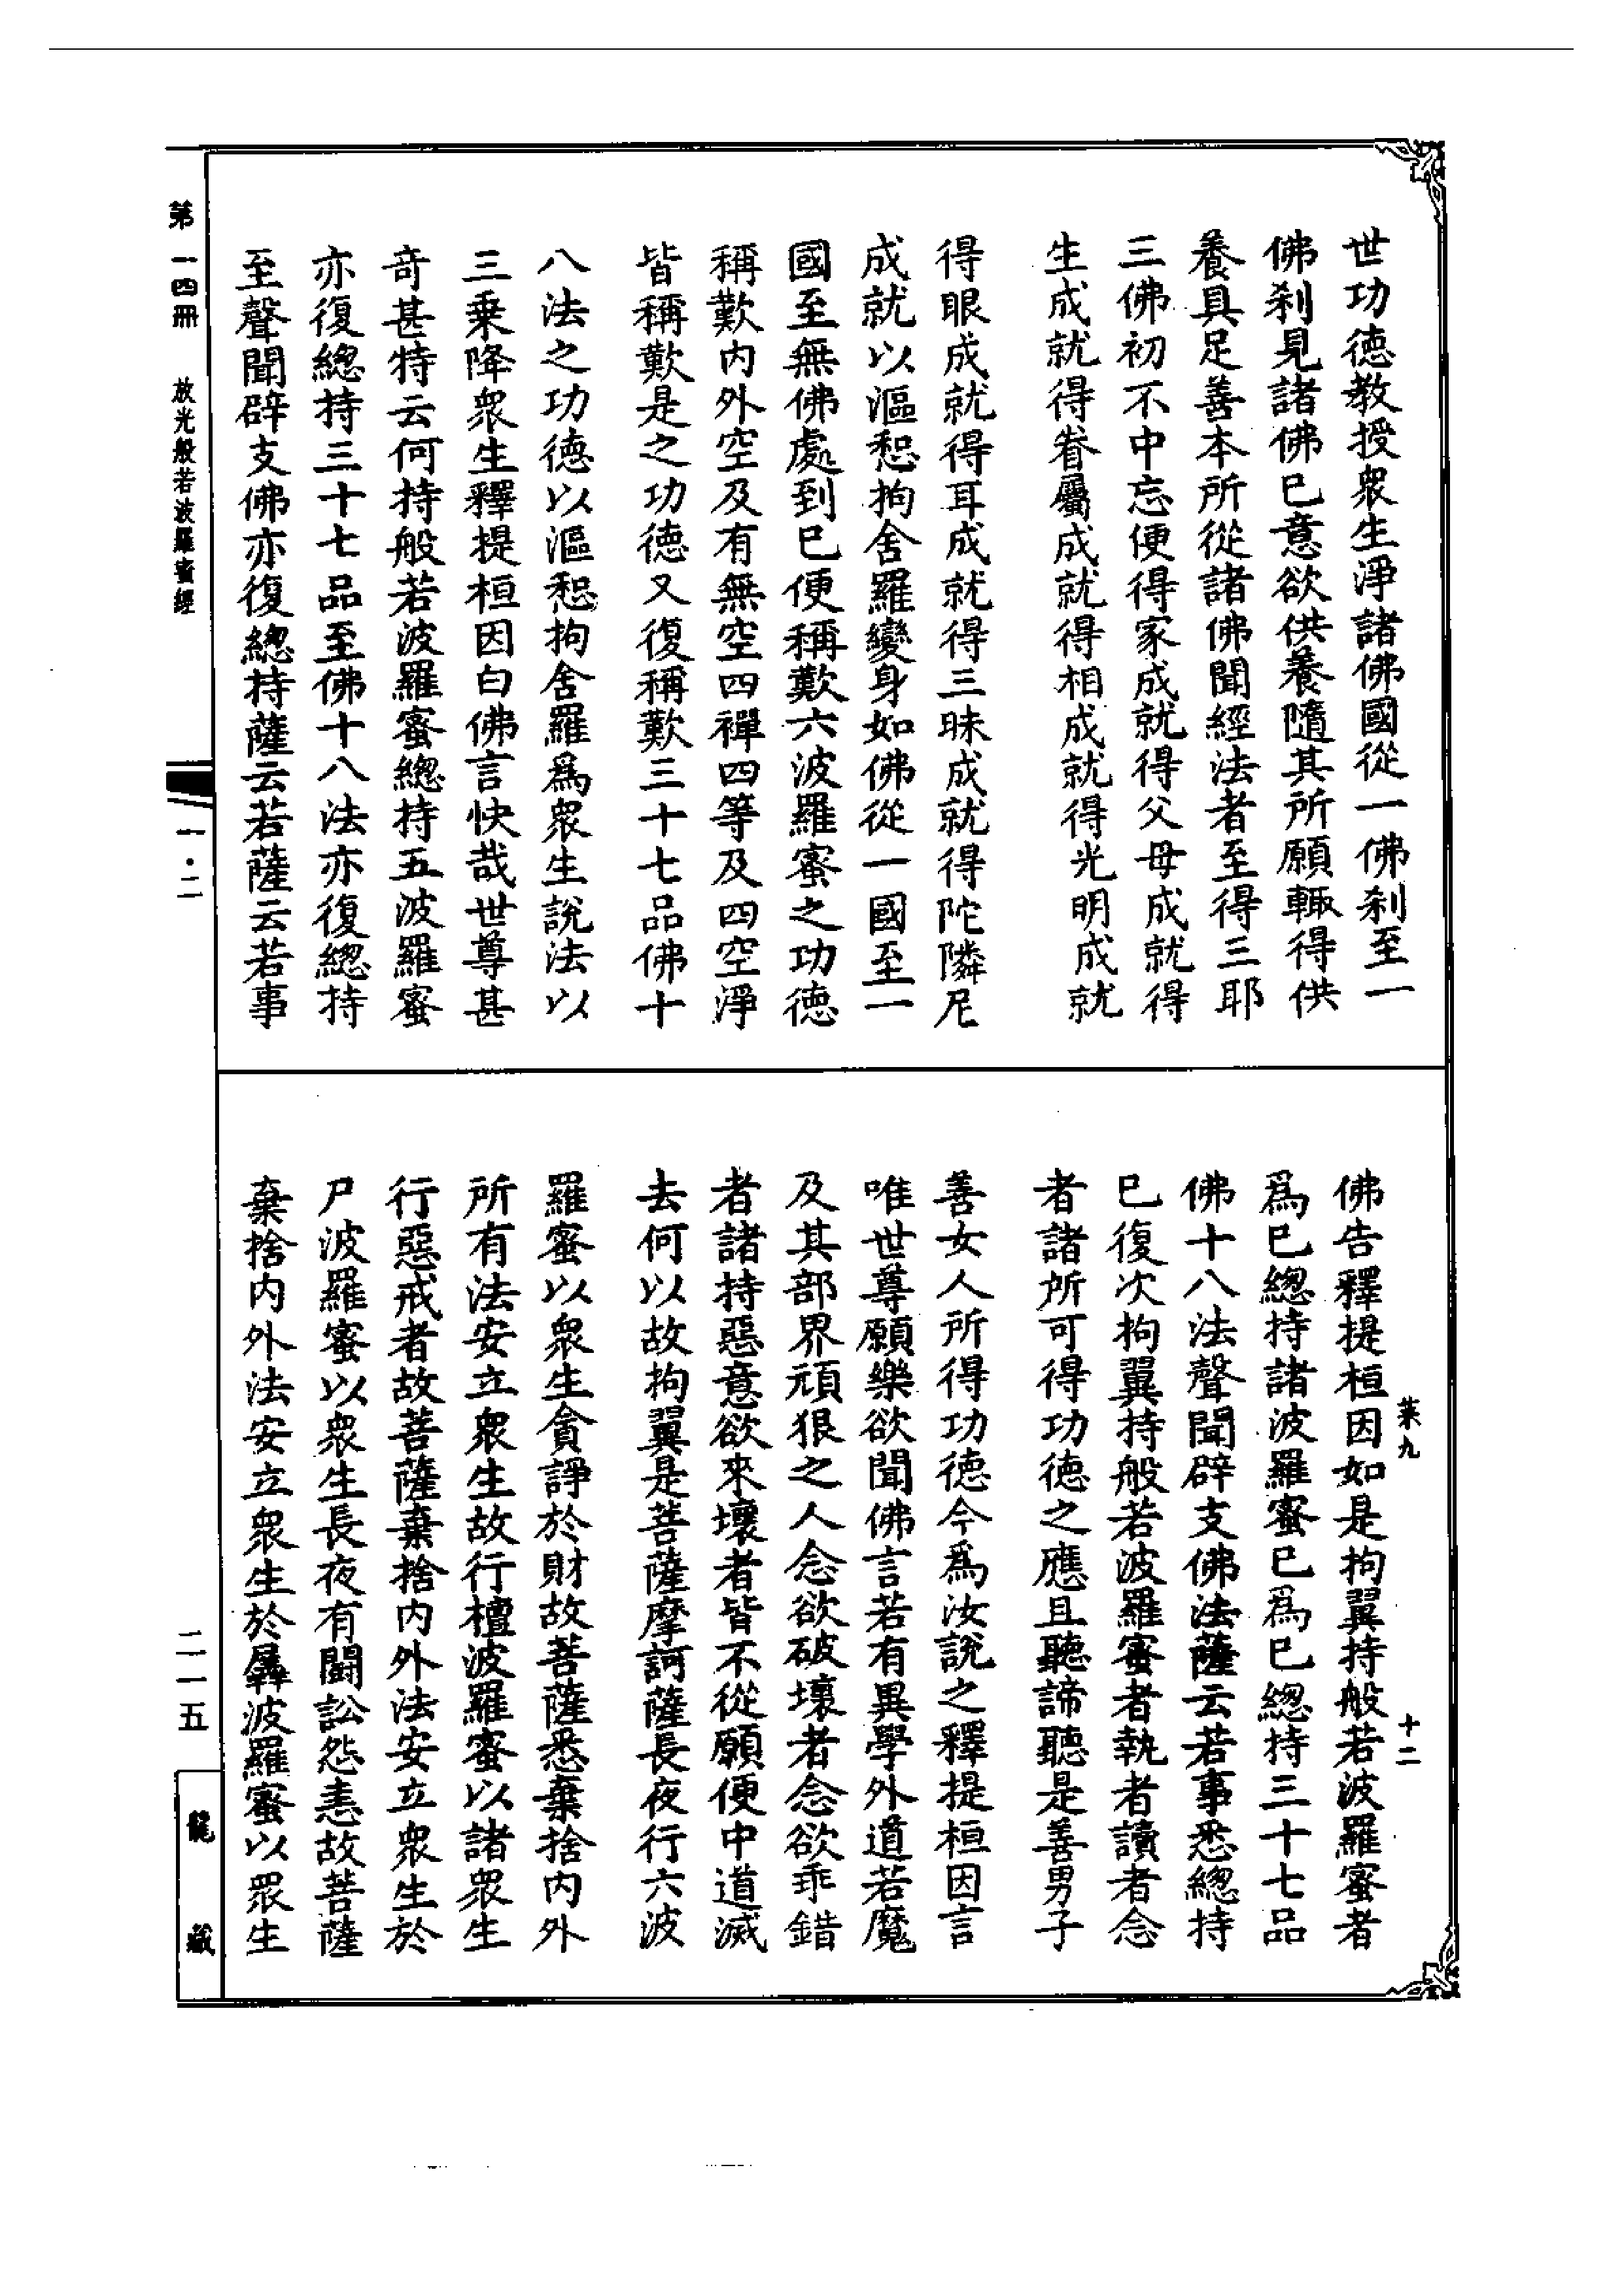 世功德教授衆生淨諸佛國從一佛刹至一
佛刹見諸佛已意欲供養隨其所願輒得供
養具足善本所從諸佛聞經法者至得三耶
三佛初不中忘便得家成就得父母成就得
生成就得眷屬成就得相成就得光明成就
得眼成就得耳成就得三昧成就得陀隣尼
成就以漚惒拘舍羅變身如佛從一國至一
國至無佛處到已便稱歎六波羅蜜之功德
稱歎内外空及有無空四禪四等及四空淨
皆稱歎是之功德又復稱歎三十七品佛十
八法之功德以漚惒拘舍羅爲衆生說法以
三乗降衆生釋提桓因白佛言快哉世尊甚
奇甚特云何持般若波羅蜜總持五波羅蜜
亦復總持三十七品至佛十八法亦復總持
至聲聞辟支佛亦復總持薩云若薩云若事
佛告釋提桓因如是拘翼持般若波羅蜜者
爲已總持諸波羅蜜已爲已總持三十七品
佛十八法聲聞辟支佛法薩云若事悉總持
已復次拘翼持般若波羅蜜者執者讀者念
者諸所可得功德之應且聽諦聽是善男子
善女人所得功德今爲汝說之釋提桓因言
唯世尊願樂欲聞佛言若有異學外道若魔
及其部界頑狠之人念欲破壞者念欲乖錯
者諸持惡意欲來壞者皆不從願便中道滅
去何以故拘翼是菩薩摩訶薩長夜行六波
羅蜜以衆生貪諍於財故菩薩悉棄捨内外
所有法安立衆生故行檀波羅蜜以諸衆生
行惡戒者故菩薩棄捨内外法安立衆生於
尸波羅蜜以衆生長夜有鬪訟怨恚故菩薩
棄捨内外法安立衆生於羼波羅蜜以眾生
菜九
十二
第一四冊 放光般若波羅蜜經
一·二
二一五
龍藏